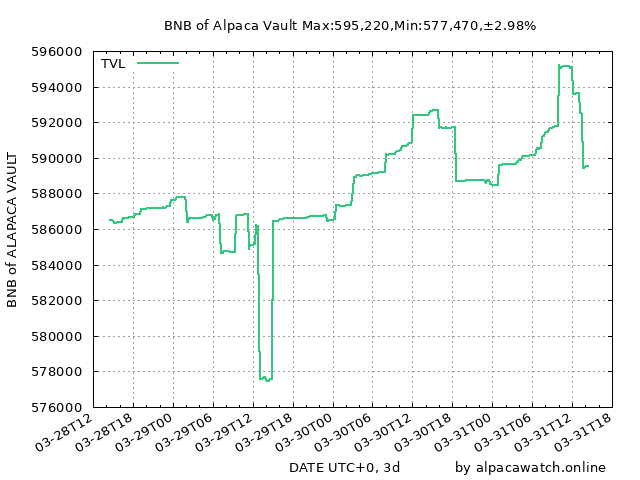 BNB of Alpaca Vault Max:595,220,Min:577,470,±2.98%
TVL
596000
594000
592000
590000
588000
586000
584000
582000
580000
578000
576000
BNB of ALAPACA VAULT
03-28T12
03-28T18
03-29T00
03-29T06
03-29T12
03-29T18
03-30T00
03-30T06
03-30T12
03-30T18
03-31T00
03-31T06
03-31T12
03-31T18
DATE UTC+0, 3d
by alpacawatch.online